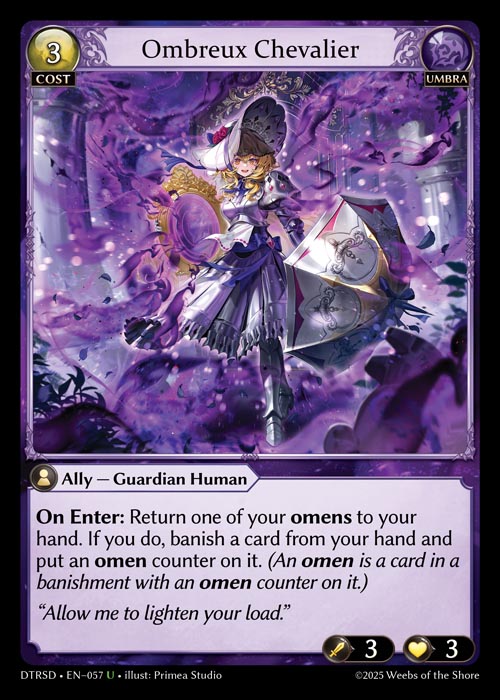 3
Ombreux Chevalier
COST
UMBRA
Ally — Guardian Human
On Enter: Return one of your omens to your
hand. If you do, banish a card from your hand and
put an omen counter on it. (An omen is a card in a
banishment with an omen counter on it.)
“Allow me to lighten your load.”
3
3
DTRSD • EN–057 U • illust: Primea Studio
©2025 Weebs of the Shore